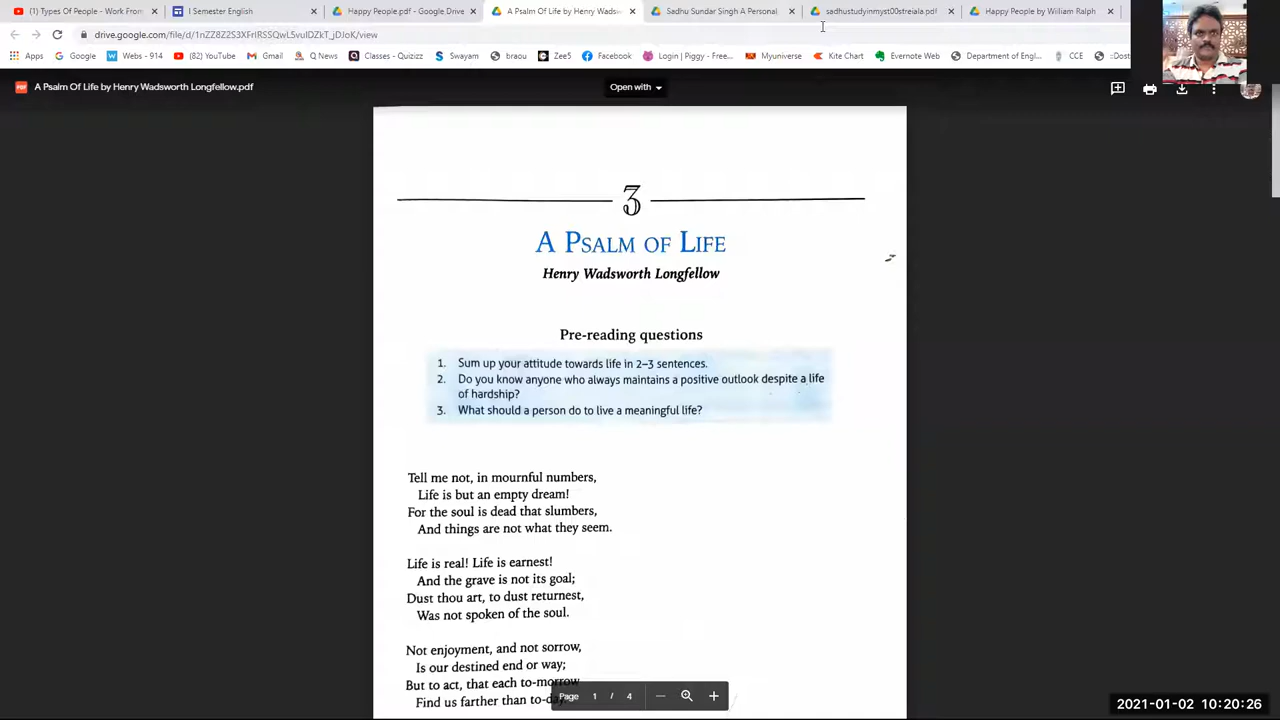 (1) Types Of People - Work From
I Semester English
Happy People.pdf - Google Drive
A Psalm Of Life by Henry Wadsw
Sadhu Sundar Singh A Personal
sadhustudyinmyst00streiala.pdf
Happy People by William Ralph
drive.google.com/file/d/1nZZ8Z2S3XFrIRSSQwL5vuIDZkT_jDJoK/view
Apps
Google
Webs - 914
(82) YouTube
Gmail
Q News
Classes - Quizizz
Swayam
braou
Zee5
Facebook
Login | Piggy - Free...
Myuniverse
Kite Chart
Evernote Web
Department of Engl...
CCE
A Psalm Of Life by Henry Wadsworth Longfellow.pdf
Open with
3
A Psalm of Life
Henry Wadsworth Longfellow
Pre-reading questions
1. Sum up your attitude towards life in 2–3 sentences.
2. Do you know anyone who always maintains a positive outlook despite a life
of hardship?
3. What should a person do to live a meaningful life?
Tell me not, in mournful numbers,
Life is but an empty dream!
For the soul is dead that slumbers,
And things are not what they seem.
Life is real! Life is earnest!
And the grave is not its goal;
Dust thou art, to dust returnest,
Was not spoken of the soul.
Not enjoyment, and not sorrow,
Is our destined end or way;
But to act, that each to-morrow
Find us farther than to-day
Page 1 / 4
2021-01-02 10:20:26